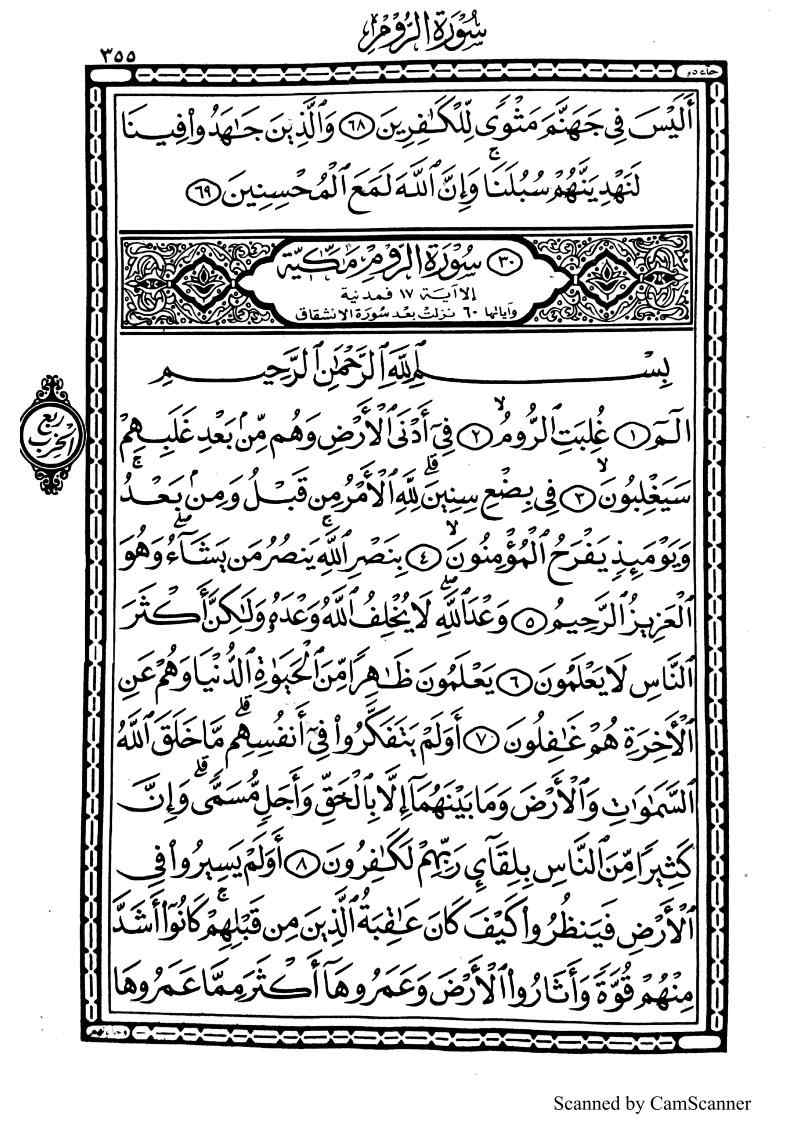 سُورَةُ الرُّومِ
٣٥٥
أَلَيْسَ فِي جَهَنَّمَ مَثْوًى لِّلْكَـٰفِرِينَ ٦٨ وَٱلَّذِينَ جَـٰهَدُوا۟ فِينَا
لَنَهْدِيَنَّهُمْ سُبُلَنَاۚ وَإِنَّ ٱللَّهَ لَمَعَ ٱلْمُحْسِنِينَ ٦٩
٣٠ سُورَةُ الرُّومِ مَكِّيَّة
إلا آية ١٧ فمدنية
وآياتها ٦٠ نزلت بعد سورة الانشقاق
بِسْمِ ٱللَّهِ ٱلرَّحْمَـٰنِ ٱلرَّحِيمِ
الٓمٓ ١ غُلِبَتِ ٱلرُّومُۙ ٢ فِىٓ أَدْنَى ٱلْأَرْضِ وَهُم مِّنۢ بَعْدِ غَلَبِهِمْ
سَيَغْلِبُونَۙ ٣ فِى بِضْعِ سِنِينَۗ لِلَّهِ ٱلْأَمْرُ مِن قَبْلُ وَمِنۢ بَعْدُۚ
وَيَوْمَئِذٍ يَفْرَحُ ٱلْمُؤْمِنُونَۙ ٤ بِنَصْرِ ٱللَّهِۚ يَنصُرُ مَن يَشَآءُۖ وَهُوَ
ٱلْعَزِيزُ ٱلرَّحِيمُ ٥ وَعْدَ ٱللَّهِۖ لَا يُخْلِفُ ٱللَّهُ وَعْدَهُۥ وَلَـٰكِنَّ أَكْثَرَ
ٱلنَّاسِ لَا يَعْلَمُونَ ٦ يَعْلَمُونَ ظَـٰهِرًا مِّنَ ٱلْحَيَوٰةِ ٱلدُّنْيَا وَهُمْ عَنِ
ٱلْـَٔاخِرَةِ هُمْ غَـٰفِلُونَ ٧ أَوَلَمْ يَتَفَكَّرُوا۟ فِىٓ أَنفُسِهِمۗ مَّا خَلَقَ ٱللَّهُ
ٱلسَّمَـٰوَٰتِ وَٱلْأَرْضَ وَمَا بَيْنَهُمَآ إِلَّا بِٱلْحَقِّ وَأَجَلٍ مُّسَمًّىۗ وَإِنَّ
كَثِيرًا مِّنَ ٱلنَّاسِ بِلِقَآئِ رَبِّهِمْ لَكَـٰفِرُونَ ٨ أَوَلَمْ يَسِيرُوا۟ فِى
ٱلْأَرْضِ فَيَنظُرُوا۟ كَيْفَ كَانَ عَـٰقِبَةُ ٱلَّذِينَ مِن قَبْلِهِمْۚ كَانُوٓا۟ أَشَدَّ
مِنْهُمْ قُوَّةً وَأَثَارُوا۟ ٱلْأَرْضَ وَعَمَرُوهَآ أَكْثَرَ مِمَّا عَمَرُوهَا
ربع
الحزب
Scanned by CamScanner